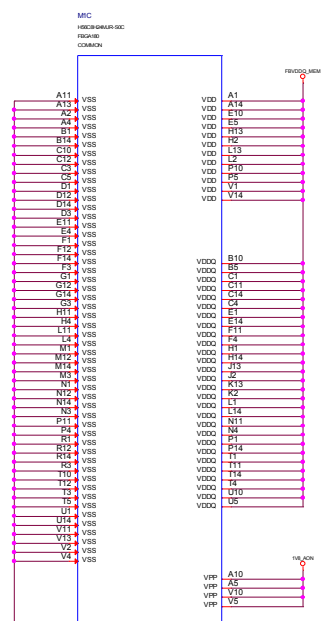 M1C
H56C8H24MJR-S0C
FBGA180
COMMON
A11 VSS
A13 VSS
A2 VSS
A4 VSS
B1 VSS
B14 VSS
C10 VSS
C12 VSS
C3 VSS
C5 VSS
D1 VSS
D12 VSS
D14 VSS
D3 VSS
E11 VSS
E4 VSS
F1 VSS
F12 VSS
F14 VSS
F3 VSS
G1 VSS
G12 VSS
G14 VSS
G3 VSS
H11 VSS
H4 VSS
L11 VSS
L4 VSS
M1 VSS
M12 VSS
M14 VSS
M3 VSS
N1 VSS
N12 VSS
N14 VSS
N3 VSS
P11 VSS
P4 VSS
R1 VSS
R12 VSS
R14 VSS
R3 VSS
T10 VSS
T12 VSS
T3 VSS
T5 VSS
U1 VSS
U14 VSS
V11 VSS
V13 VSS
V2 VSS
V4 VSS
FBVDDQ_MEM
VDD A1
VDD A14
VDD E10
VDD E5
VDD H13
VDD H2
VDD L13
VDD L2
VDD P10
VDD P5
VDD V1
VDD V14
VDDQ B10
VDDQ B5
VDDQ C1
VDDQ C11
VDDQ C14
VDDQ C4
VDDQ E1
VDDQ E14
VDDQ F11
VDDQ F4
VDDQ H1
VDDQ H14
VDDQ J13
VDDQ J2
VDDQ K13
VDDQ K2
VDDQ L1
VDDQ L14
VDDQ N11
VDDQ N4
VDDQ P1
VDDQ P14
VDDQ T1
VDDQ T11
VDDQ T14
VDDQ T4
VDDQ U10
VDDQ U5
1V8_AON
VPP A10
VPP A5
VPP V10
VPP V5